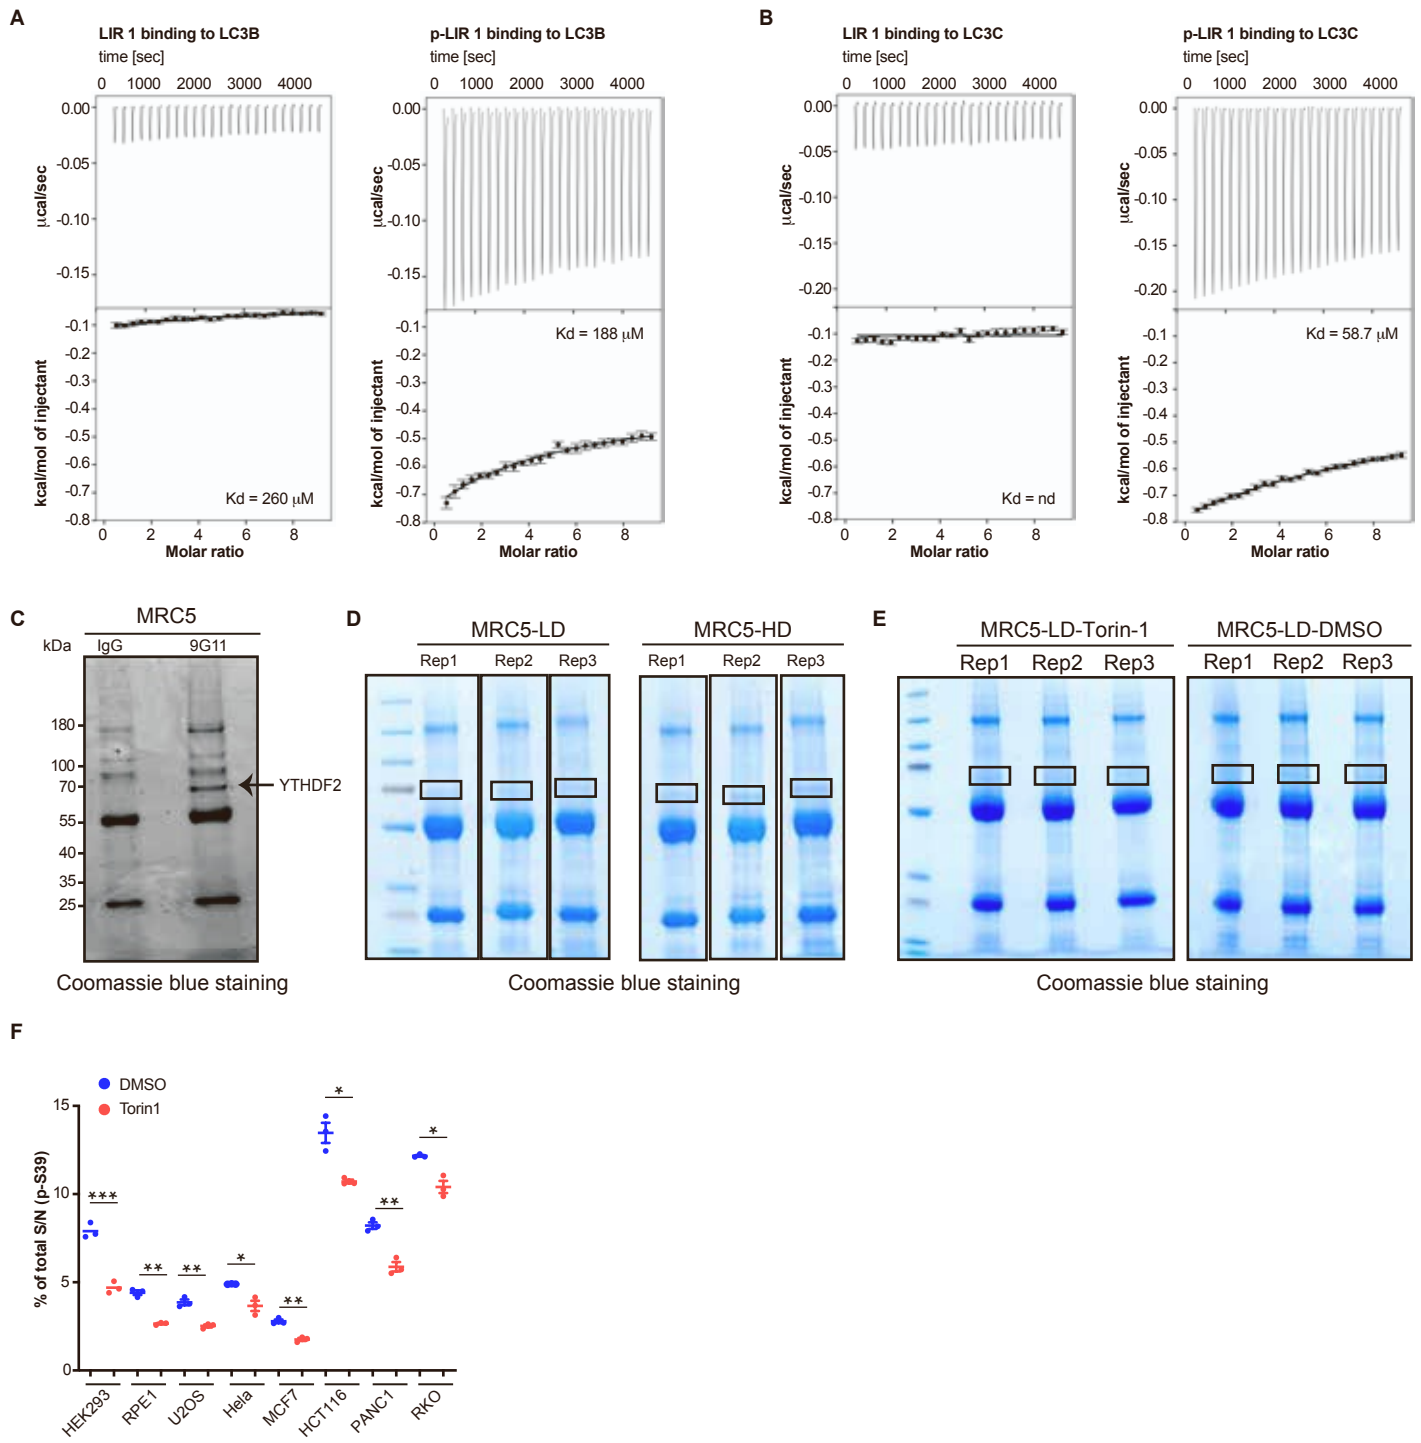 A
LIR 1 binding to LC3B
time [sec]
0 1000 2000 3000 4000
0.00
-0.05
-0.10
-0.15
µcal/sec
-0.1
-0.2
-0.3
-0.4
-0.5
-0.6
-0.7
-0.8
kcal/mol of injectant
Kd = 260 µM
0 2 4 6 8
Molar ratio
p-LIR 1 binding to LC3B
time [sec]
0 1000 2000 3000 4000
0.00
-0.05
-0.10
-0.15
µcal/sec
-0.1
-0.2
-0.3
-0.4
-0.5
-0.6
-0.7
-0.8
kcal/mol of injectant
Kd = 188 µM
0 2 4 6 8
Molar ratio
B
LIR 1 binding to LC3C
time [sec]
0 1000 2000 3000 4000
0.00
-0.05
-0.10
-0.15
-0.20
µcal/sec
-0.1
-0.2
-0.3
-0.4
-0.5
-0.6
-0.7
-0.8
kcal/mol of injectant
Kd = nd
0 2 4 6 8
Molar ratio
p-LIR 1 binding to LC3C
time [sec]
0 1000 2000 3000 4000
0.00
-0.05
-0.10
-0.15
-0.20
µcal/sec
-0.1
-0.2
-0.3
-0.4
-0.5
-0.6
-0.7
-0.8
kcal/mol of injectant
Kd = 58.7 µM
0 2 4 6 8
Molar ratio
C
MRC5
kDa IgG 9G11
180
100
70
55
40
35
25
YTHDF2
Coomassie blue staining
D
MRC5-LD MRC5-HD
Rep1 Rep2 Rep3 Rep1 Rep2 Rep3
Coomassie blue staining
E
MRC5-LD-Torin-1 MRC5-LD-DMSO
Rep1 Rep2 Rep3 Rep1 Rep2 Rep3
Coomassie blue staining
F
DMSO
Torin1
% of total S/N (p-S39)
15
10
5
0
*** ** ** * ** * ** *
HEK293 RPE1 U2OS Hela MCF7 HCT116 PANC1 RKO